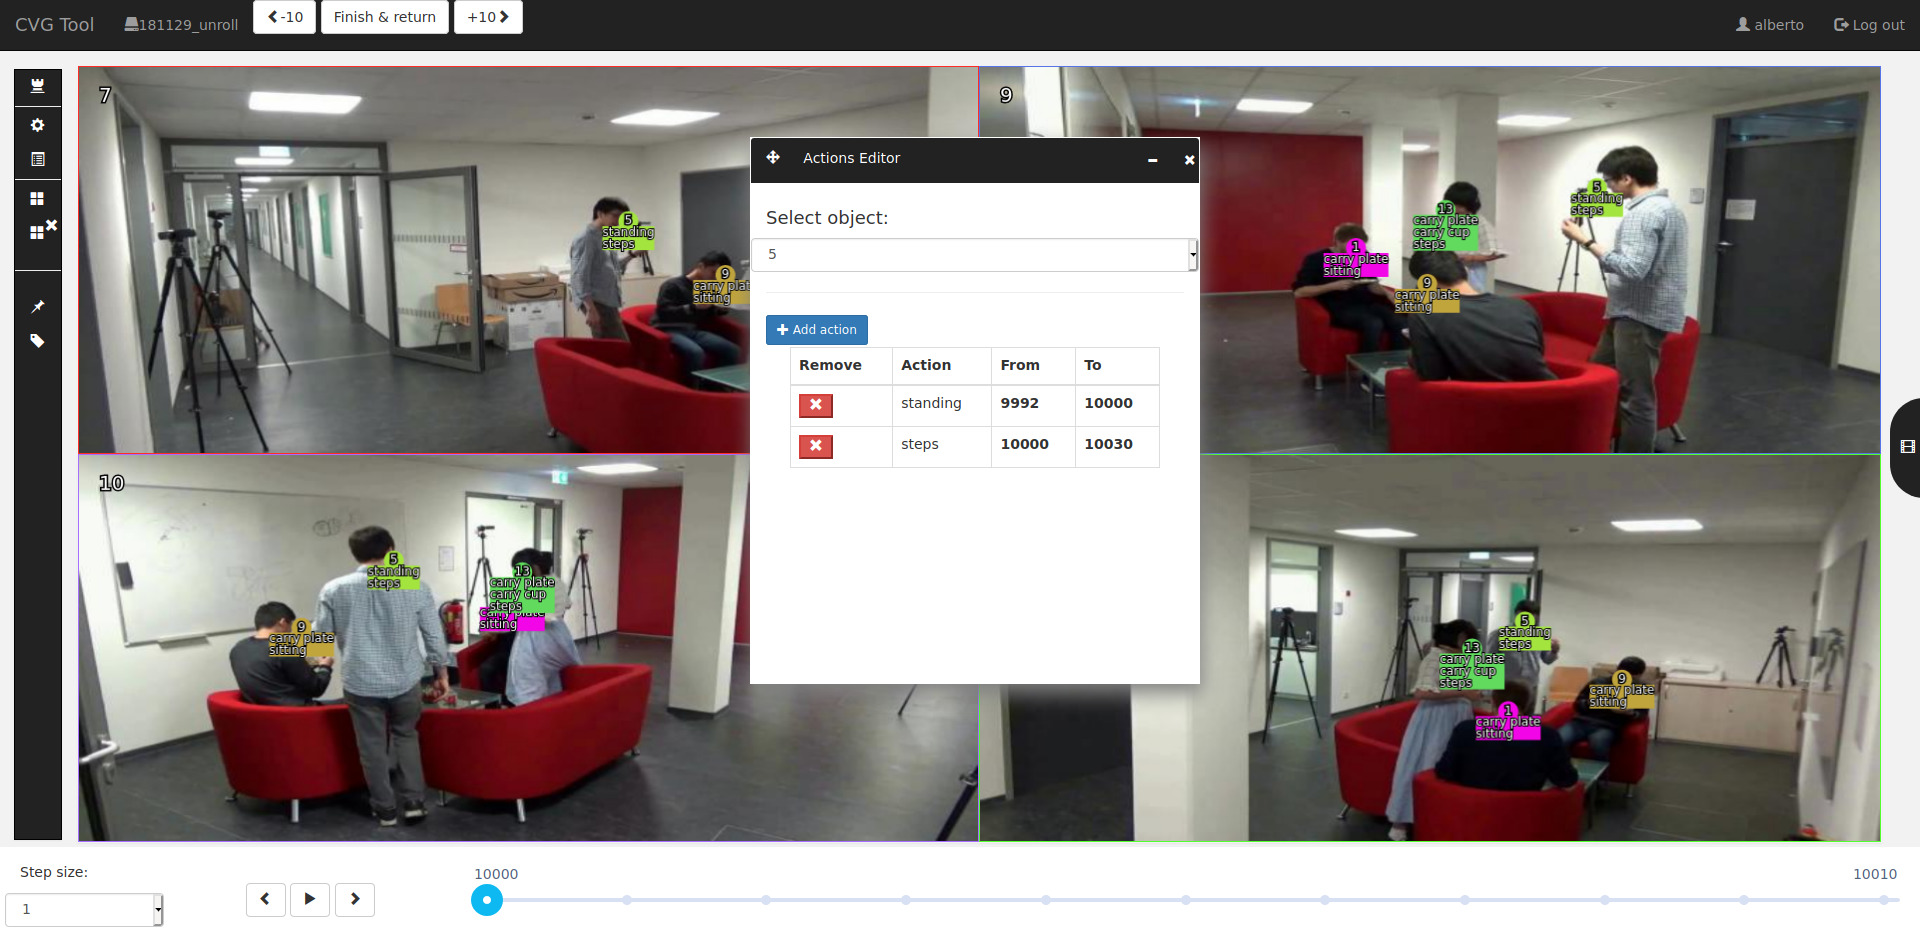 CVG Tool
181129_unroll
-10
Finish & return
+10
alberto
Log out
7
5
standing
steps
9
carry plat
sitting
9
1
carry plate
sitting
13
carry plate
carry cup
steps
9
carry plate
sitting
5
standing
steps
Actions Editor
Select object:
5
Add action
Remove Action From To
standing 9992 10000
steps 10000 10030
10
9
carry plate
sitting
5
standing
steps
13
carry plate
carry cup
steps
carry plate
sitting
13
carry plate
carry cup
steps
5
standing
steps
1
carry plate
sitting
9
carry plate
sitting
Step size:
1
10000
10010